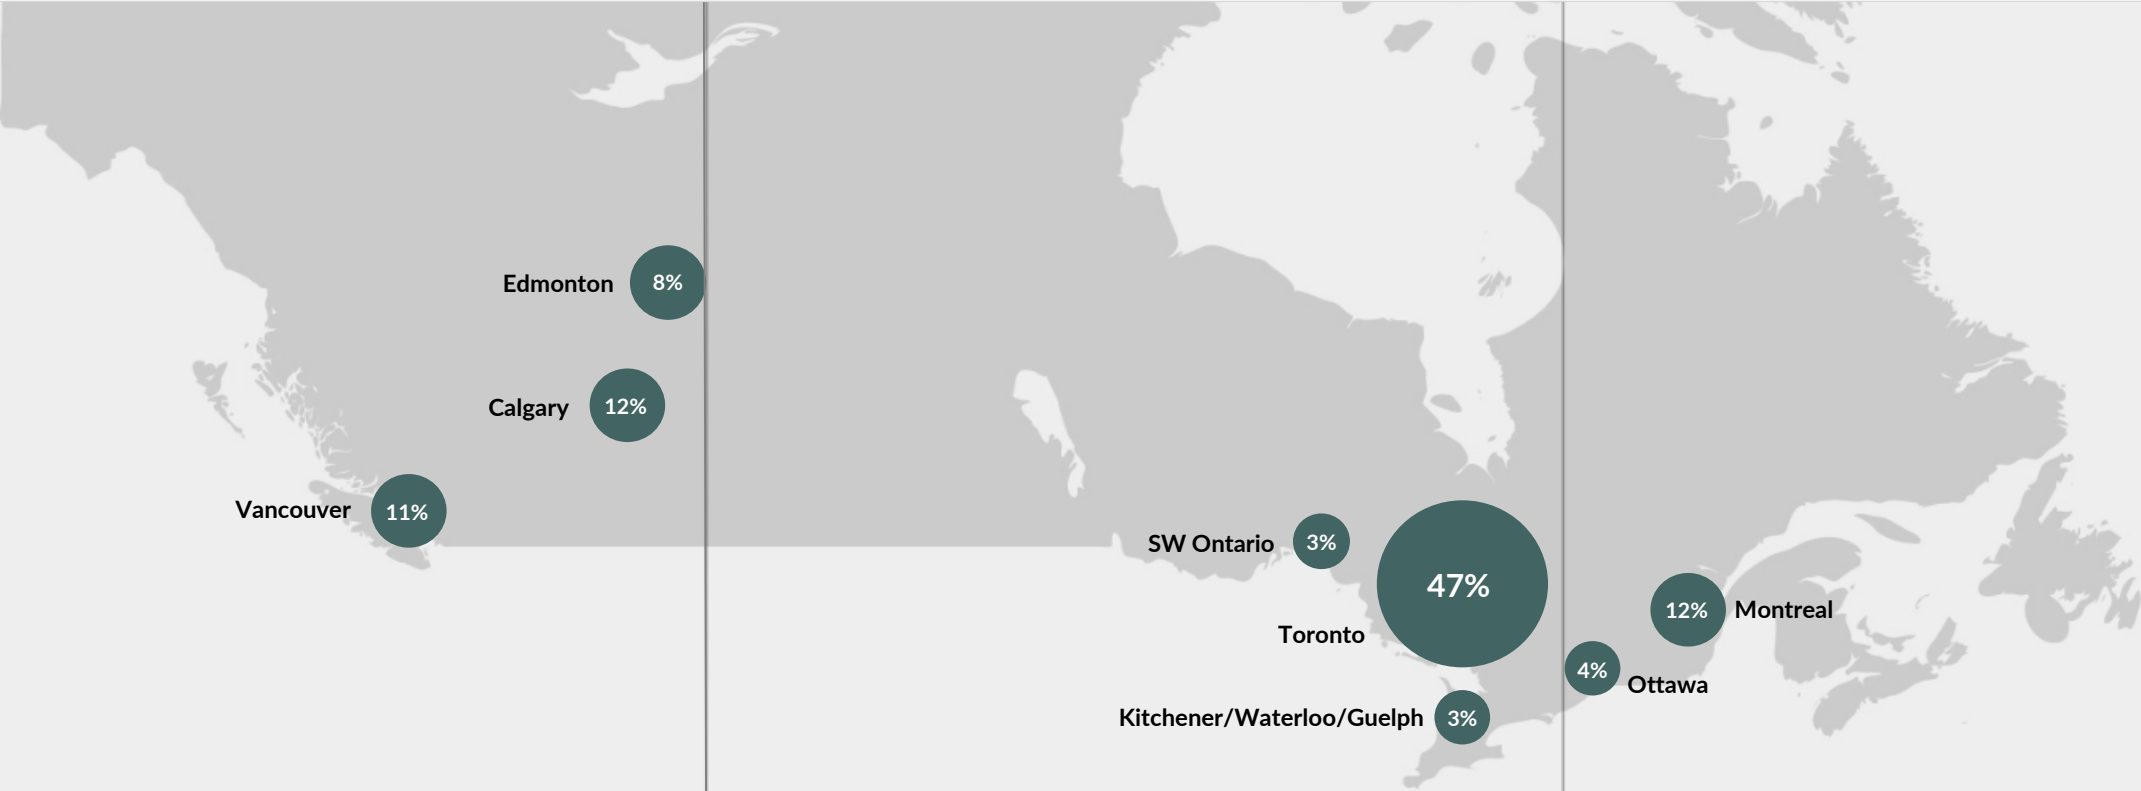 Edmonton 8%
Calgary 12%
Vancouver 11%
SW Ontario 3%
47%
Toronto
12% Montreal
4% Ottawa
Kitchener/Waterloo/Guelph 3%